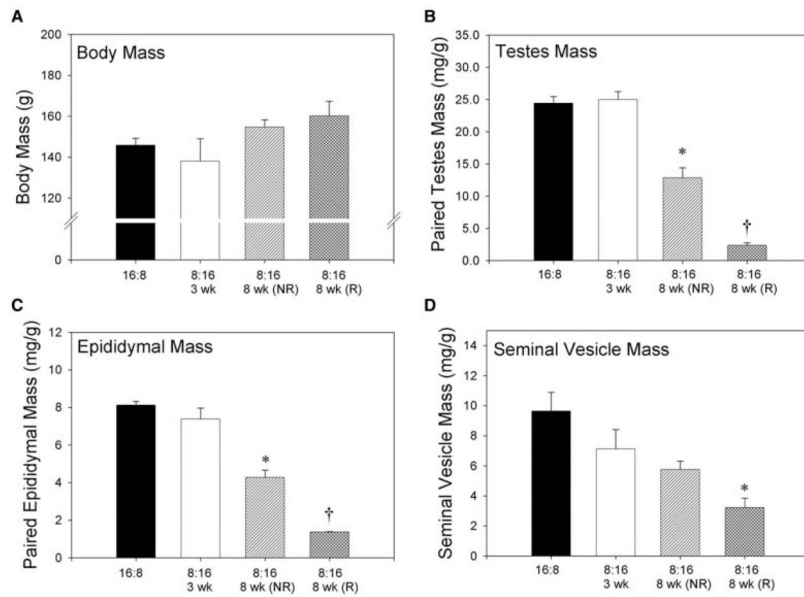 A
Body Mass
Body Mass (g)
200
180
160
140
120
0
16:8
8:16
3 wk
8:16
8 wk (NR)
8:16
8 wk (R)
B
Testes Mass
Paired Testes Mass (mg/g)
35.0
30.0
25.0
20.0
15.0
10.0
5.0
0.0
*
†
16:8
8:16
3 wk
8:16
8 wk (NR)
8:16
8 wk (R)
C
Epididymal Mass
Paired Epididymal Mass (mg/g)
12
10
8
6
4
2
0
*
†
16:8
8:16
3 wk
8:16
8 wk (NR)
8:16
8 wk (R)
D
Seminal Vesicle Mass
Seminal Vesicle Mass (mg/g)
14
12
10
8
6
4
2
0
*
16:8
8:16
3 wk
8:16
8 wk (NR)
8:16
8 wk (R)